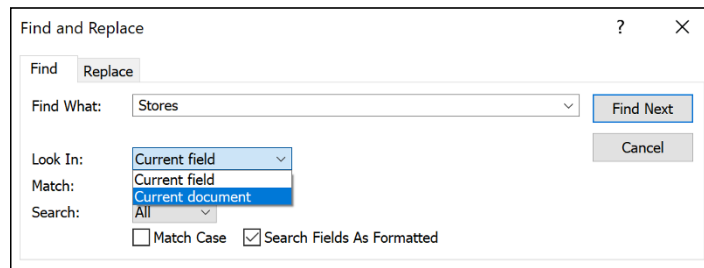 Find and Replace ? X
Find Replace
Find What: Stores Find Next
Cancel
Look In: Current field
Current field
Match:
Current document
Search: All
Match Case Search Fields As Formatted